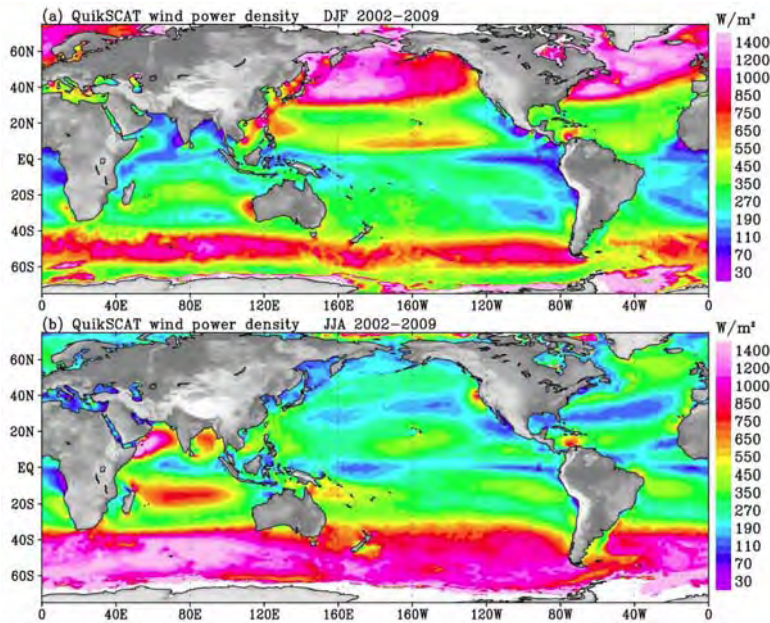 (a) QuikSCAT wind power density DJF 2002-2009 W/m²
60N
40N
20N
EQ
20S
40S
60S
0 40E 80E 120E 160E 160W 120W 80W 40W 0
1400
1200
1000
850
750
650
550
450
350
270
190
110
70
30
(b) QuikSCAT wind power density JJA 2002-2009 W/m²
60N
40N
20N
EQ
20S
40S
60S
0 40E 80E 120E 160E 160W 120W 80W 40W 0
1400
1200
1000
850
750
650
550
450
350
270
190
110
70
30